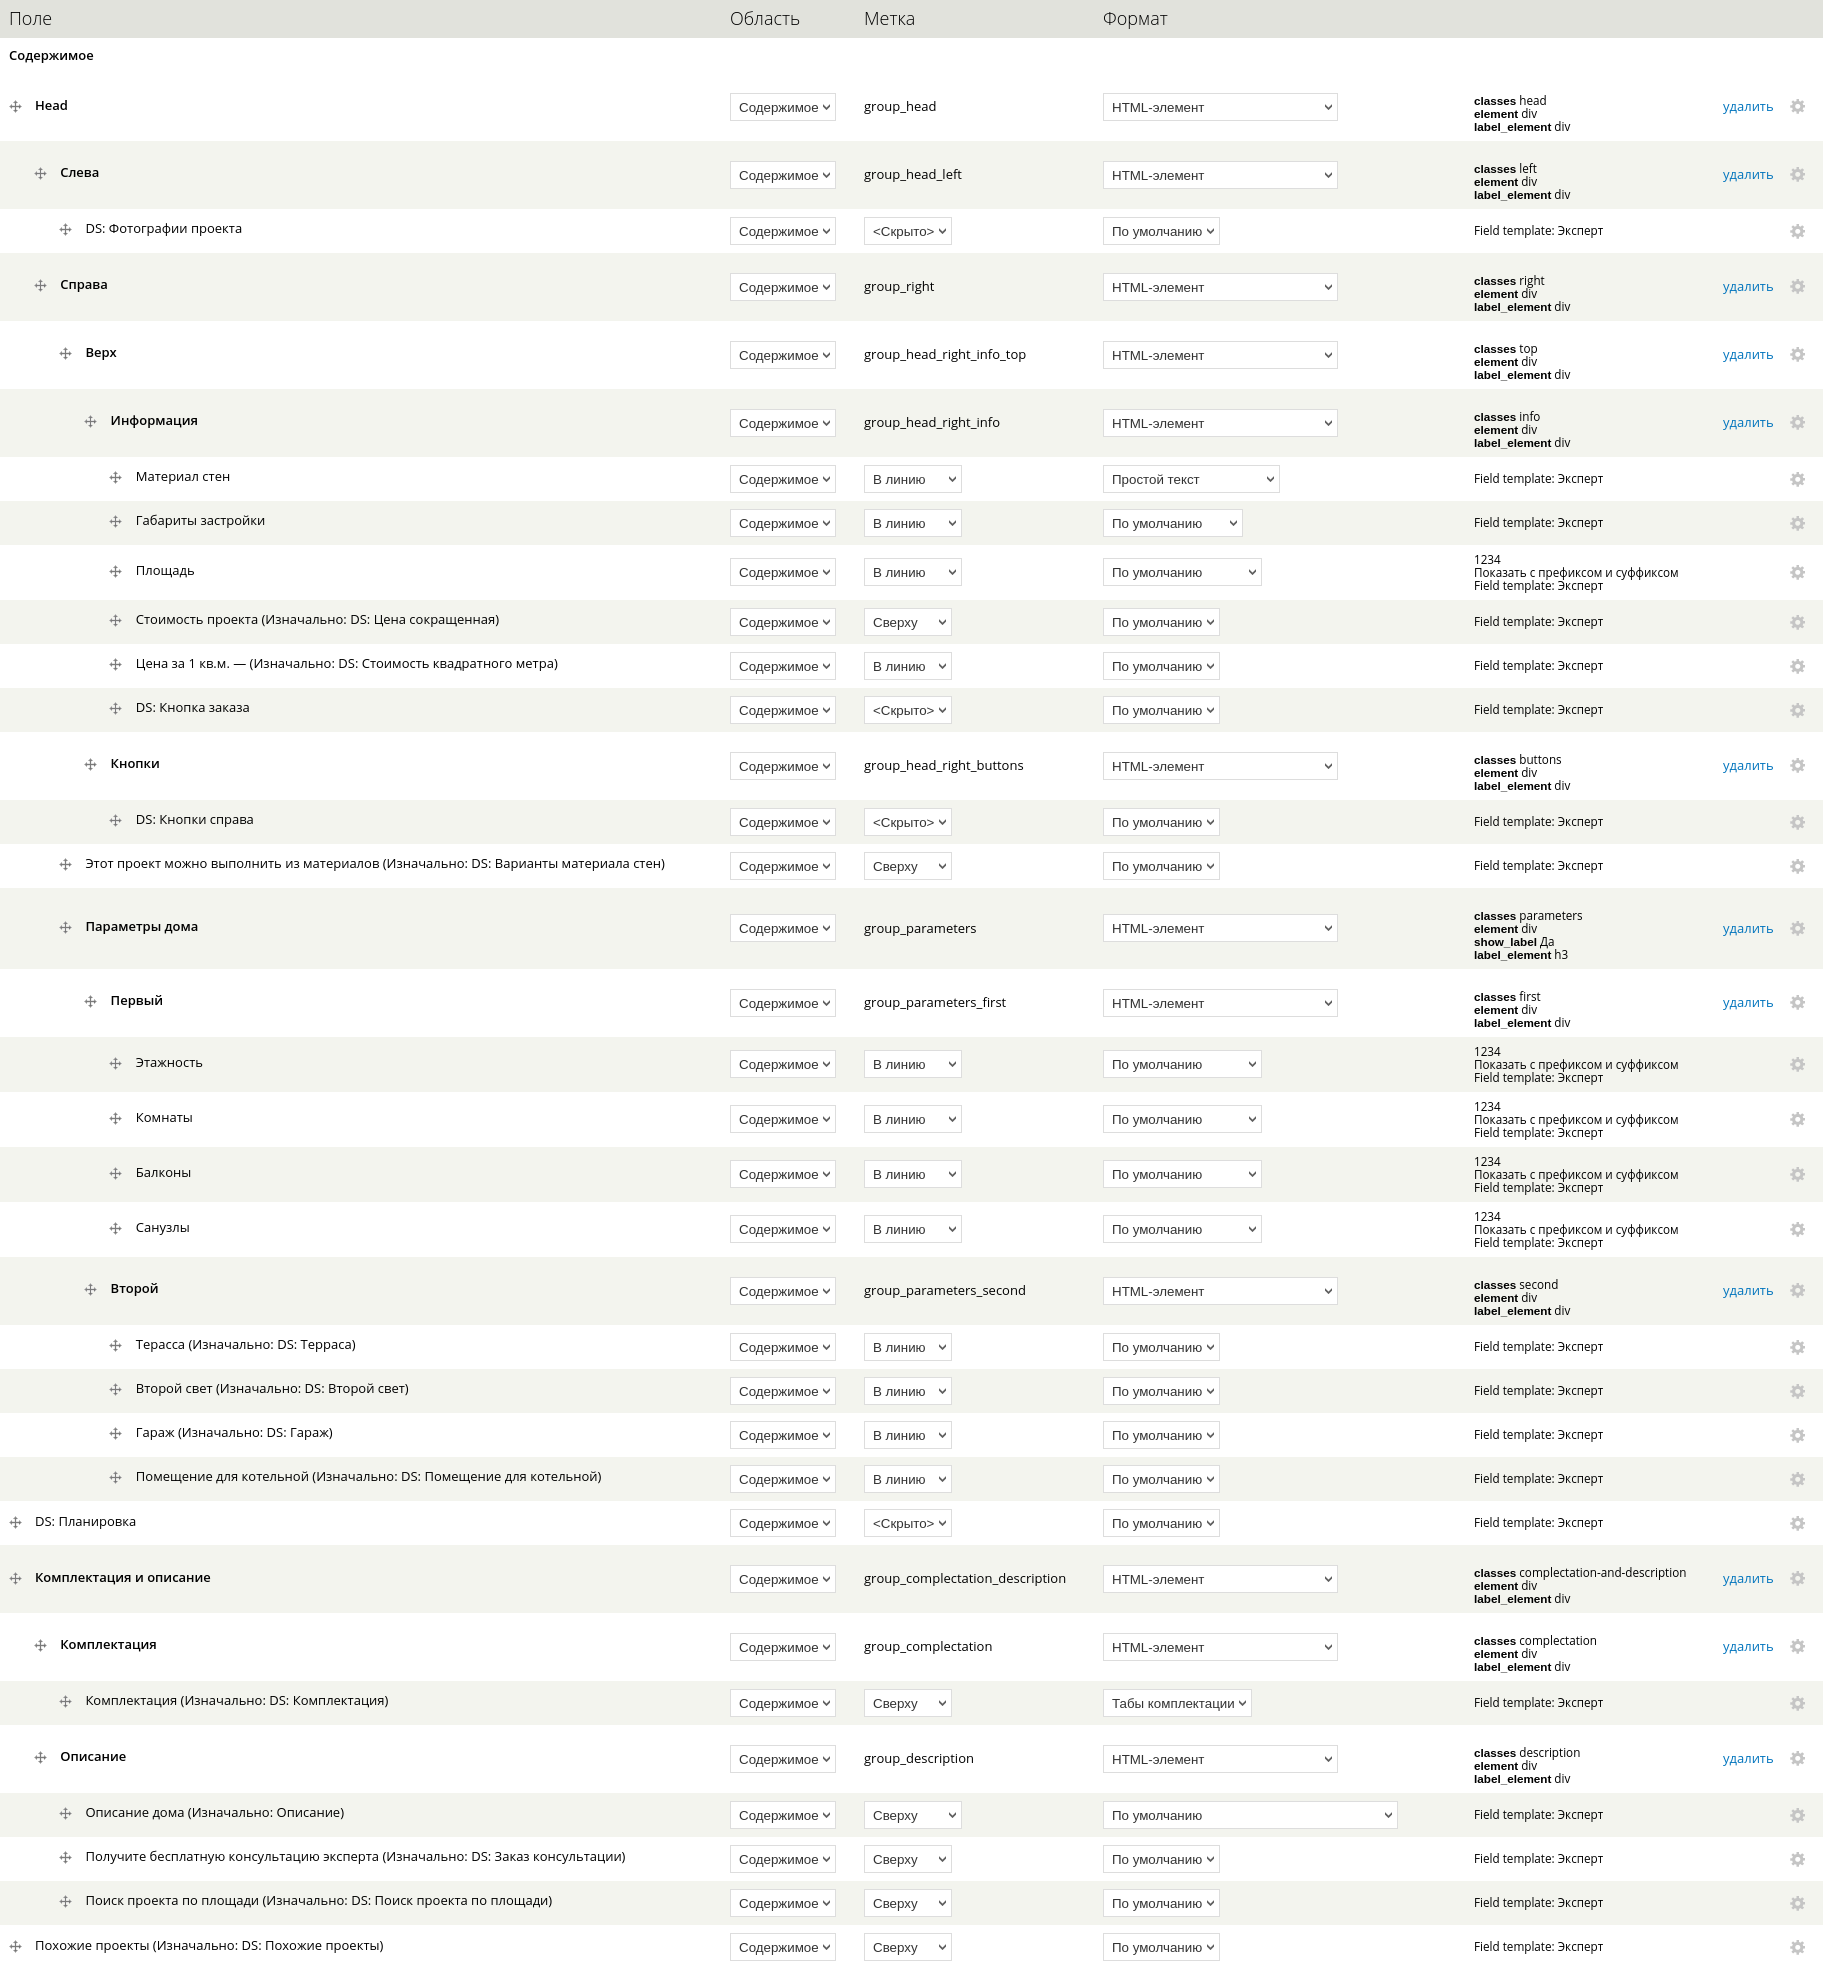 Поле Область Метка Формат
Содержимое
Head Содержимое group_head HTML-элемент classes head удалить
element div
label_element div
Слева Содержимое group_head_left HTML-элемент classes left удалить
element div
label_element div
DS: Фотографии проекта Содержимое <Скрыто> По умолчанию Field template: Эксперт
Справа Содержимое group_right HTML-элемент classes right удалить
element div
label_element div
Верх Содержимое group_head_right_info_top HTML-элемент classes top удалить
element div
label_element div
Информация Содержимое group_head_right_info HTML-элемент classes info удалить
element div
label_element div
Материал стен Содержимое В линию Простой текст Field template: Эксперт
Габариты застройки Содержимое В линию По умолчанию Field template: Эксперт
1234
Площадь Содержимое В линию По умолчанию Показать с префиксом и суффиксом
Field template: Эксперт
Стоимость проекта (Изначально: DS: Цена сокращенная) Содержимое Сверху По умолчанию Field template: Эксперт
Цена за 1 кв.м. — (Изначально: DS: Стоимость квадратного метра) Содержимое В линию По умолчанию Field template: Эксперт
DS: Кнопка заказа Содержимое <Скрыто> По умолчанию Field template: Эксперт
Кнопки Содержимое group_head_right_buttons HTML-элемент classes buttons удалить
element div
label_element div
DS: Кнопки справа Содержимое <Скрыто> По умолчанию Field template: Эксперт
Этот проект можно выполнить из материалов (Изначально: DS: Варианты материала стен) Содержимое Сверху По умолчанию Field template: Эксперт
Параметры дома Содержимое group_parameters HTML-элемент classes parameters удалить
element div
show_label Да
label_element h3
Первый Содержимое group_parameters_first HTML-элемент classes first удалить
element div
label_element div
1234
Этажность Содержимое В линию По умолчанию Показать с префиксом и суффиксом
Field template: Эксперт
1234
Комнаты Содержимое В линию По умолчанию Показать с префиксом и суффиксом
Field template: Эксперт
1234
Балконы Содержимое В линию По умолчанию Показать с префиксом и суффиксом
Field template: Эксперт
1234
Санузлы Содержимое В линию По умолчанию Показать с префиксом и суффиксом
Field template: Эксперт
Второй Содержимое group_parameters_second HTML-элемент classes second удалить
element div
label_element div
Терасса (Изначально: DS: Терраса) Содержимое В линию По умолчанию Field template: Эксперт
Второй свет (Изначально: DS: Второй свет) Содержимое В линию По умолчанию Field template: Эксперт
Гараж (Изначально: DS: Гараж) Содержимое В линию По умолчанию Field template: Эксперт
Помещение для котельной (Изначально: DS: Помещение для котельной) Содержимое В линию По умолчанию Field template: Эксперт
DS: Планировка Содержимое <Скрыто> По умолчанию Field template: Эксперт
Комплектация и описание Содержимое group_complectation_description HTML-элемент classes complectation-and-description удалить
element div
label_element div
Комплектация Содержимое group_complectation HTML-элемент classes complectation удалить
element div
label_element div
Комплектация (Изначально: DS: Комплектация) Содержимое Сверху Табы комплектации Field template: Эксперт
Описание Содержимое group_description HTML-элемент classes description удалить
element div
label_element div
Описание дома (Изначально: Описание) Содержимое Сверху По умолчанию Field template: Эксперт
Получите бесплатную консультацию эксперта (Изначально: DS: Заказ консультации) Содержимое Сверху По умолчанию Field template: Эксперт
Поиск проекта по площади (Изначально: DS: Поиск проекта по площади) Содержимое Сверху По умолчанию Field template: Эксперт
Похожие проекты (Изначально: DS: Похожие проекты) Содержимое Сверху По умолчанию Field template: Эксперт